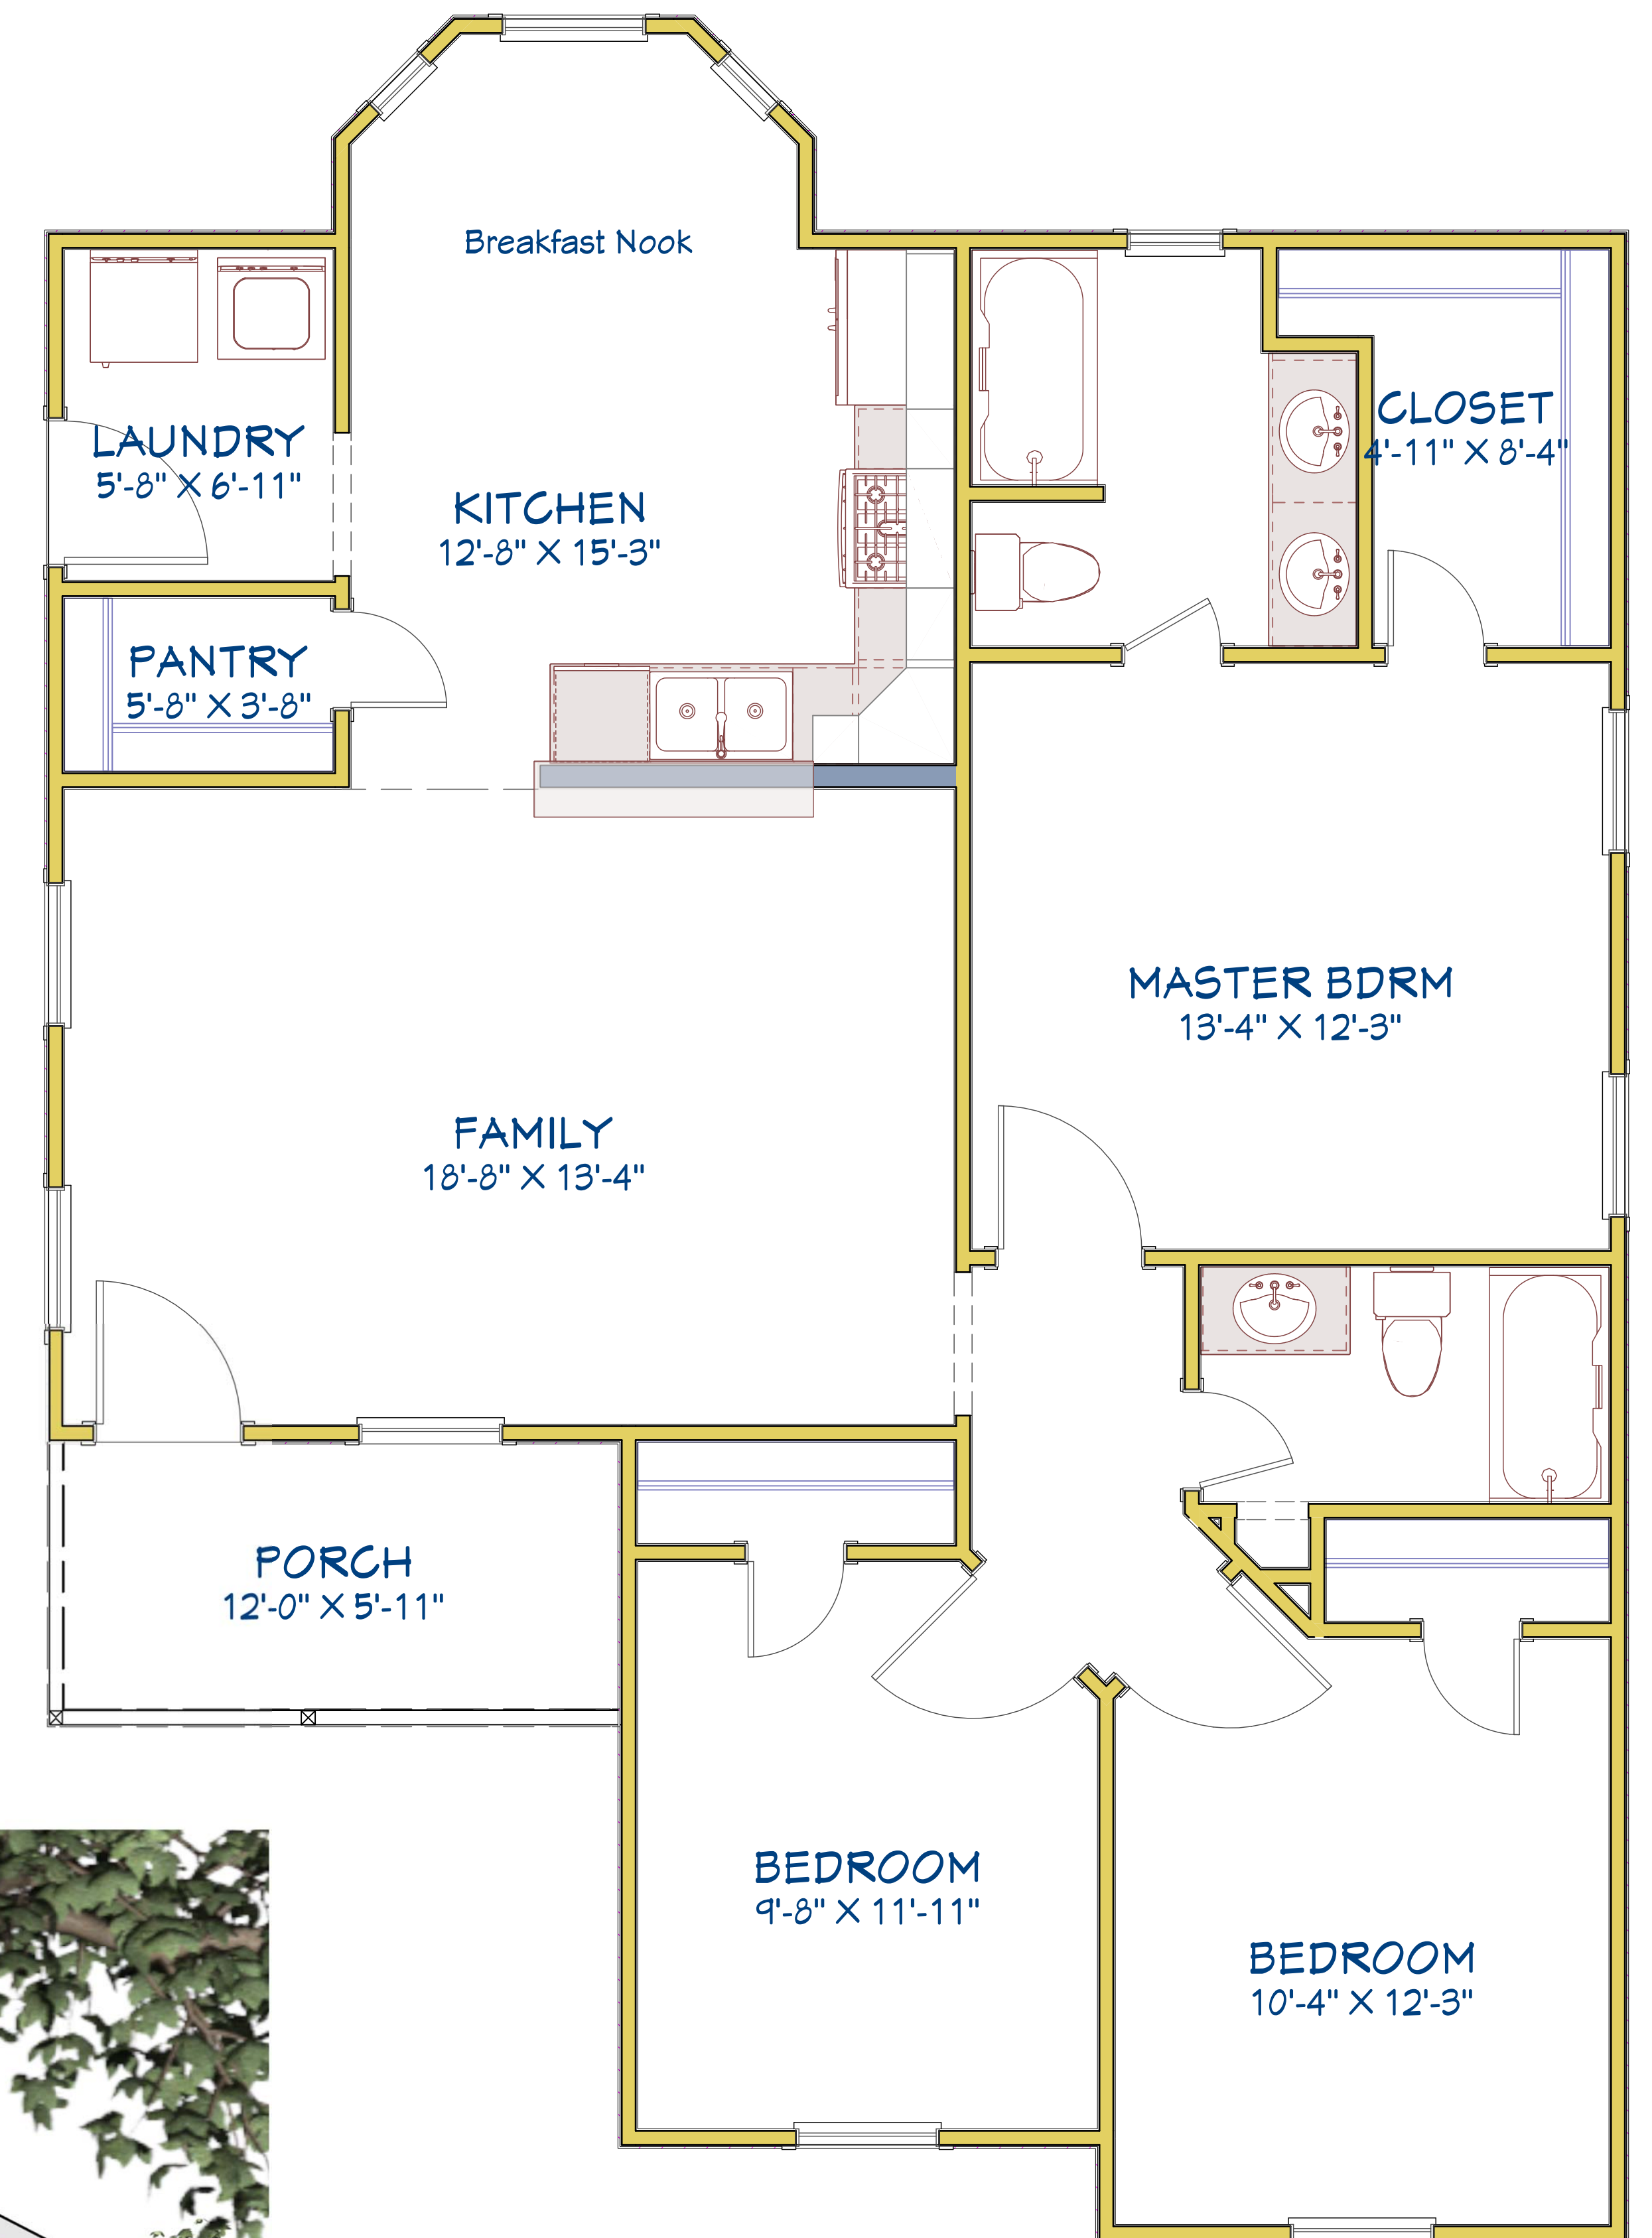 Breakfast Nook
CLOSET
4'-11" X 8'-4"
LAUNDRY
5'-8" X 6'-11"
KITCHEN
12'-8" X 15'-3"
PANTRY
5'-8" X 3'-8"
MASTER BDRM
13'-4" X 12'-3"
FAMILY
18'-8" X 13'-4"
PORCH
12'-0" X 5'-11"
BEDROOM
9'-8" X 11'-11"
BEDROOM
10'-4" X 12'-3"